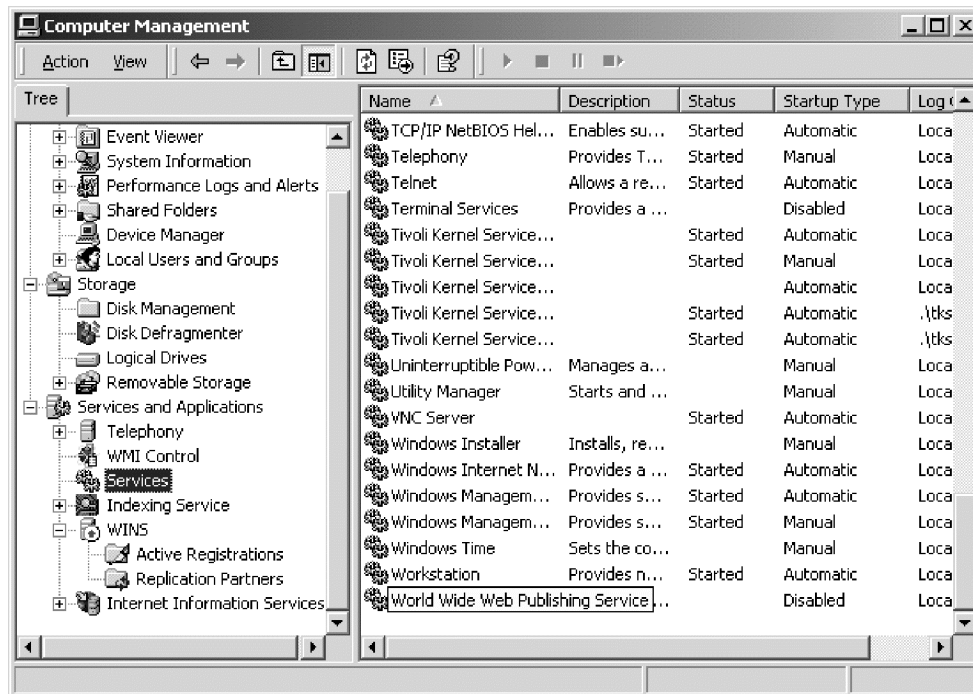 Computer Management
Action View
Tree
Event Viewer
System Information
Performance Logs and Alerts
Shared Folders
Device Manager
Local Users and Groups
Storage
Disk Management
Disk Defragmenter
Logical Drives
Removable Storage
Services and Applications
Telephony
WMI Control
Services
Indexing Service
WINS
Active Registrations
Replication Partners
Internet Information Services
Name Description Status Startup Type Log
TCP/IP NetBIOS Hel... Enables su... Started Automatic Loca
Telephony Provides T... Started Manual Loca
Telnet Allows a re... Started Automatic Loca
Terminal Services Provides a ... Disabled Loca
Tivoli Kernel Service... Started Automatic Loca
Tivoli Kernel Service... Started Manual Loca
Tivoli Kernel Service... Automatic Loca
Tivoli Kernel Service... Started Automatic .\tks
Tivoli Kernel Service... Started Automatic .\tks
Uninterruptible Pow... Manages a... Manual Loca
Utility Manager Starts and ... Manual Loca
VNC Server Started Automatic Loca
Windows Installer Installs, re... Manual Loca
Windows Internet N... Provides a ... Started Automatic Loca
Windows Managem... Provides s... Started Automatic Loca
Windows Managem... Provides s... Started Manual Loca
Windows Time Sets the co... Manual Loca
Workstation Provides n... Started Automatic Loca
World Wide Web Publishing Service ... Disabled Loca